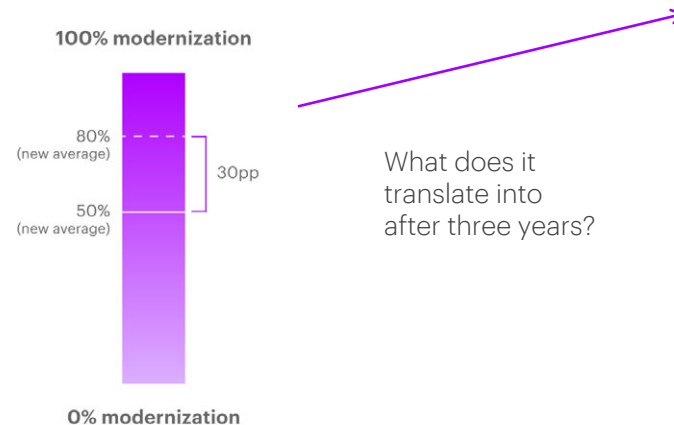 100% modernization
80%
(new average)
30pp
50%
(new average)
0% modernization
What does it
translate into
after three years?